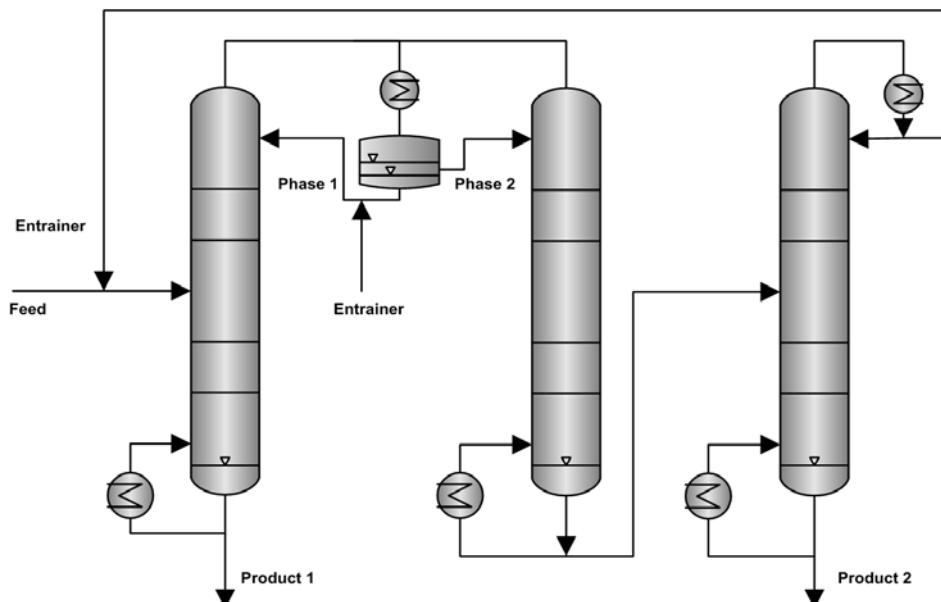 Phase 1
Phase 2
Entrainer
Feed
Entrainer
Product 1
Product 2